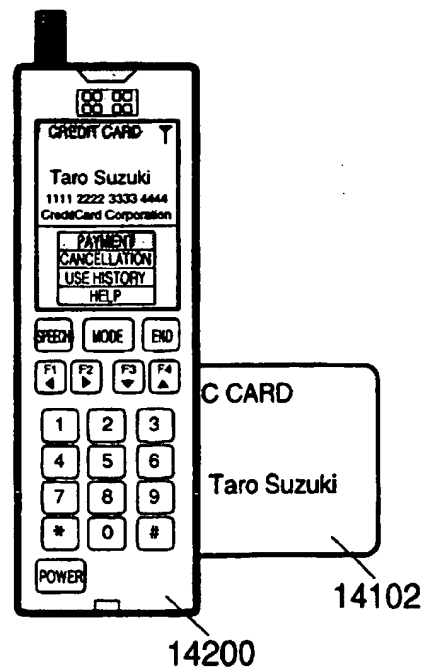 CREDIT CARD
Taro Suzuki
1111 2222 3333 4444
CreditCard Corporation
PAYMENT
CANCELLATION
USE HISTORY
HELP
SPEECH MODE END
F1 F2 F3 F4
C CARD
1 2 3
4 5 6
Taro Suzuki
7 8 9
* 0 #
POWER
14102
14200